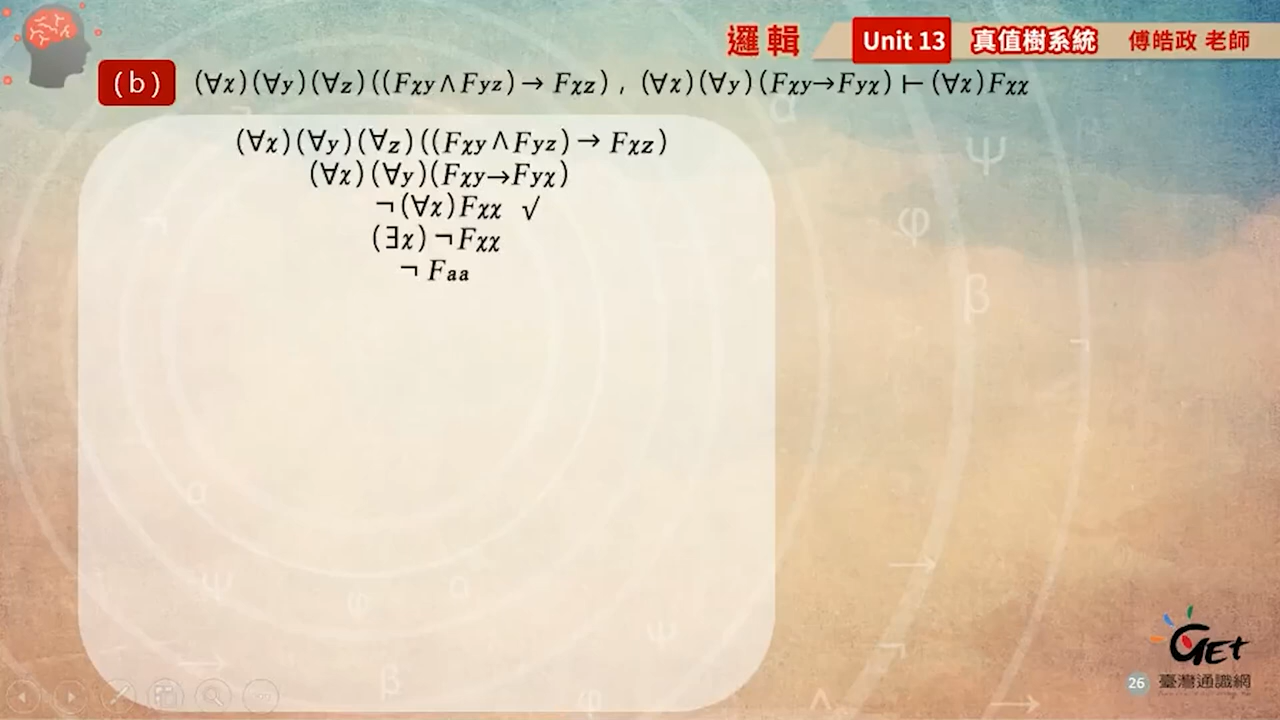 邏輯 Unit 13 真值樹系統 傅皓政 老師
(b) (∀x)(∀y)(∀z)((Fxy∧Fyz)→Fxz) , (∀x)(∀y)(Fxy→Fyx)⊢(∀x)Fxx
(∀x)(∀y)(∀z)((Fxy∧Fyz)→Fxz)
(∀x)(∀y)(Fxy→Fyx)
¬(∀x)Fxx √
(∃x)¬Fxx
¬Faa
GET
26 臺灣通識網